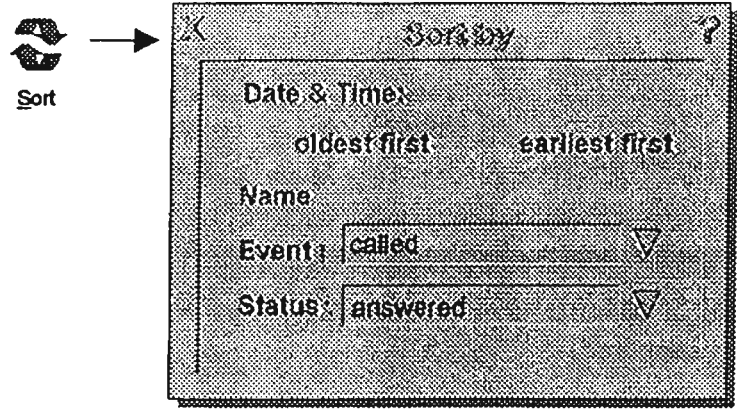 X Sort by ?
Sort
Date & Time:
oldest first earliest first
Name
Event: called
Status: answered